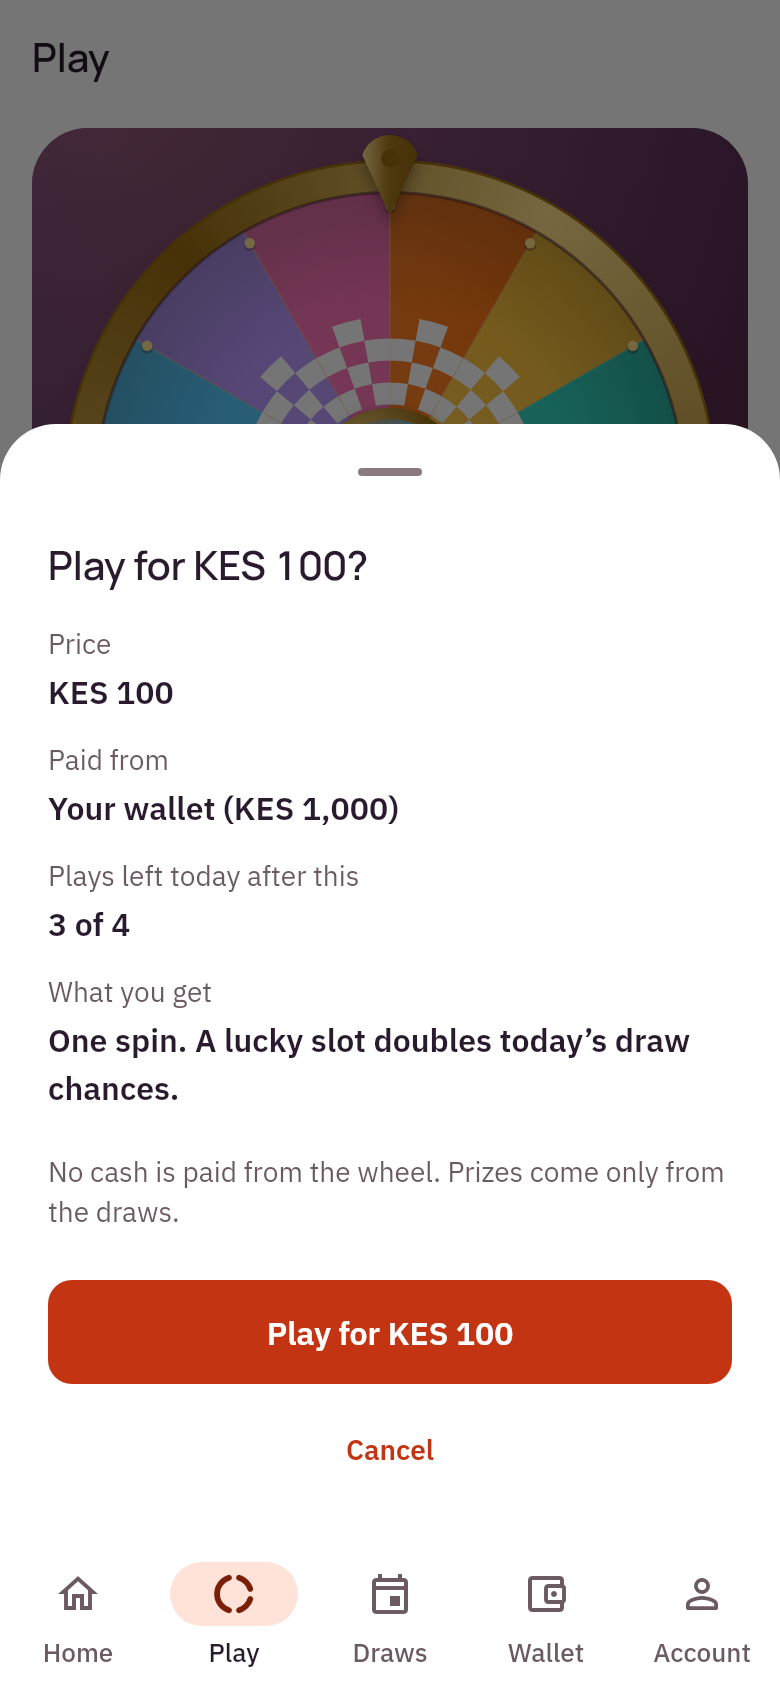 Play
Play for KES 100?
Price
KES 100
Paid from
Your wallet (KES 1,000)
Plays left today after this
3 of 4
What you get
One spin. A lucky slot doubles today’s draw
chances.
No cash is paid from the wheel. Prizes come only from
the draws.
Play for KES 100
Cancel
Home
Play
Draws
Wallet
Account